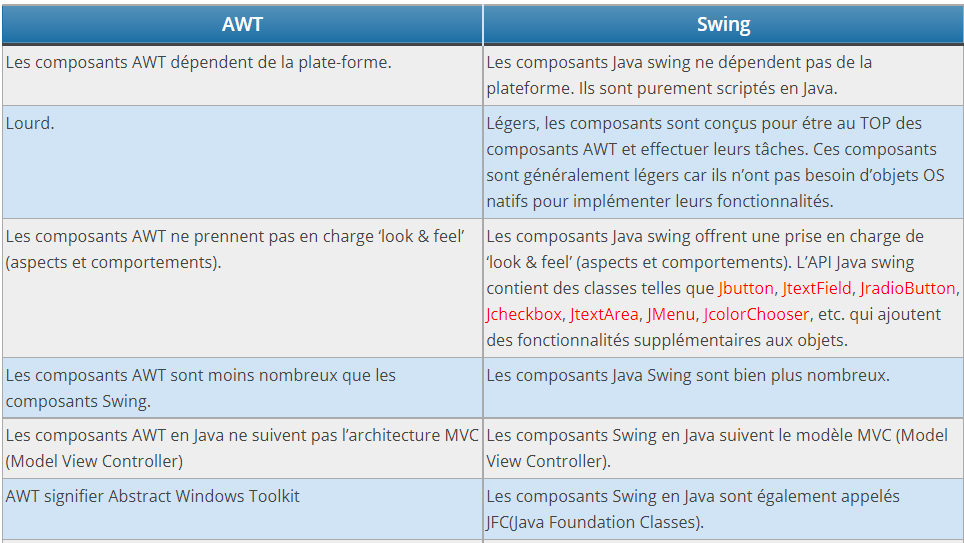 AWT
Swing
Les composants AWT dépendent de la plate-forme.
Les composants Java swing ne dépendent pas de la
plateforme. Ils sont purement scriptés en Java.
Lourd.
Légers, les composants sont conçus pour étre au TOP des
composants AWT et effectuer leurs tâches. Ces composants
sont généralement légers car ils n’ont pas besoin d’objets OS
natifs pour implémenter leurs fonctionnalités.
Les composants AWT ne prennent pas en charge ‘look & feel’
(aspects et comportements).
Les composants Java swing offrent une prise en charge de
‘look & feel’ (aspects et comportements). L’API Java swing
contient des classes telles que Jbutton, JtextField, JradioButton,
Jcheckbox, JtextArea, JMenu, JcolorChooser, etc. qui ajoutent
des fonctionnalités supplémentaires aux objets.
Les composants AWT sont moins nombreux que les
composants Swing.
Les composants Java Swing sont bien plus nombreux.
Les composants AWT en Java ne suivent pas l’architecture MVC
(Model View Controller)
Les composants Swing en Java suivent le modèle MVC (Model
View Controller).
AWT signifier Abstract Windows Toolkit
Les composants Swing en Java sont également appelés
JFC(Java Foundation Classes).